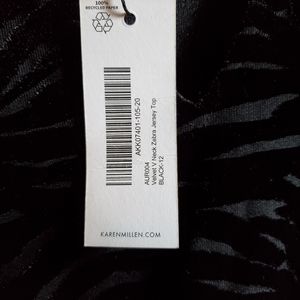 100%
RECYCLED PAPER
AKK07401-105-20
AUR004
Velvet V Neck Zebra Jersey Top
BLACK-12
KARENMILLEN.COM